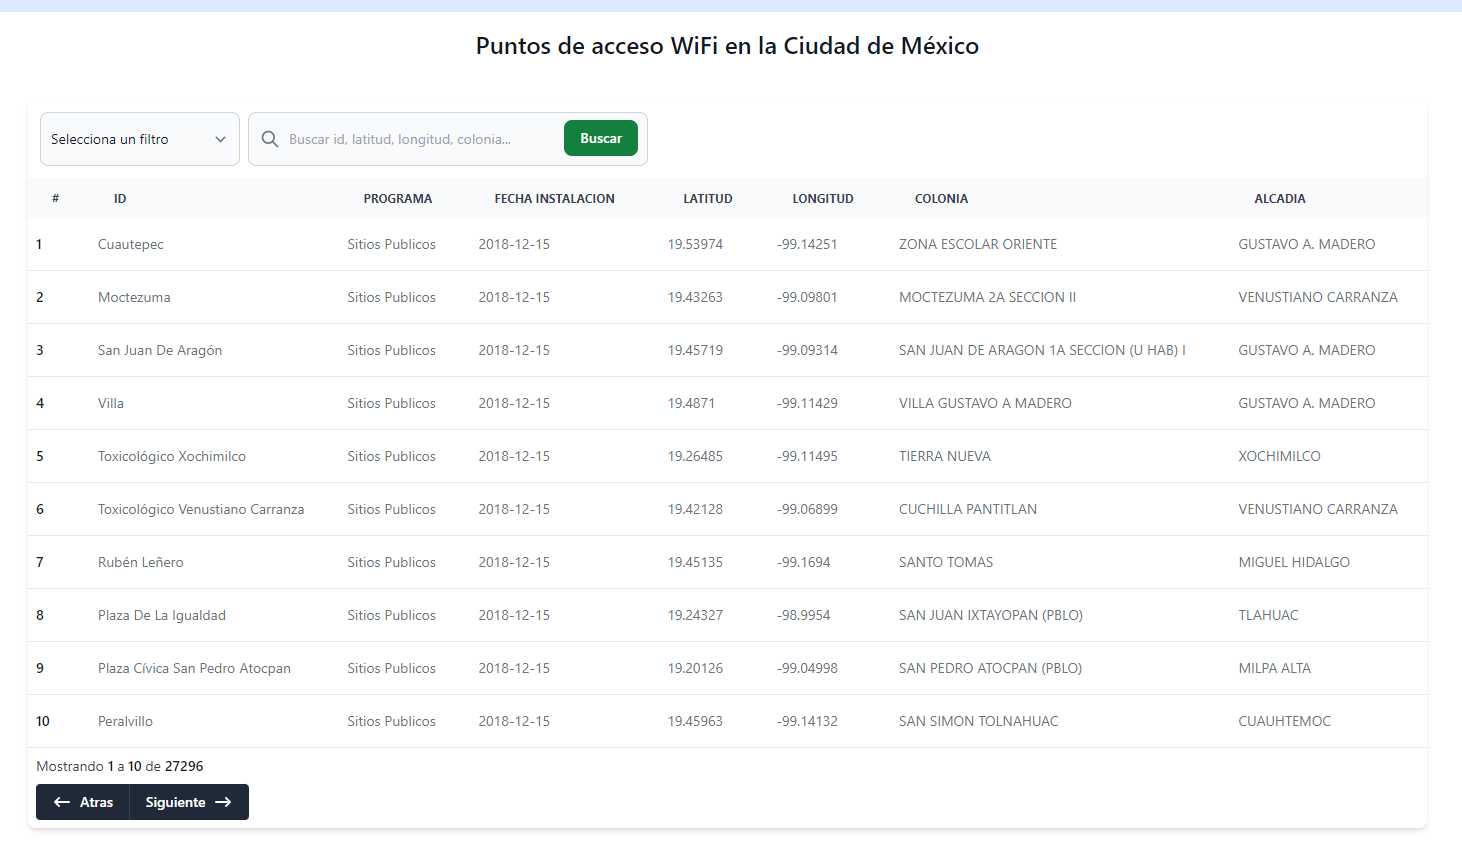 Puntos de acceso WiFi en la Ciudad de México
Selecciona un filtro
Buscar id, latitud, longitud, colonia...
Buscar
# ID PROGRAMA FECHA INSTALACION LATITUD LONGITUD COLONIA ALCADIA
1 Cuautepec Sitios Publicos 2018-12-15 19.53974 -99.14251 ZONA ESCOLAR ORIENTE GUSTAVO A. MADERO
2 Moctezuma Sitios Publicos 2018-12-15 19.43263 -99.09801 MOCTEZUMA 2A SECCION II VENUSTIANO CARRANZA
3 San Juan De Aragón Sitios Publicos 2018-12-15 19.45719 -99.09314 SAN JUAN DE ARAGON 1A SECCION (U HAB) I GUSTAVO A. MADERO
4 Villa Sitios Publicos 2018-12-15 19.4871 -99.11429 VILLA GUSTAVO A MADERO GUSTAVO A. MADERO
5 Toxicológico Xochimilco Sitios Publicos 2018-12-15 19.26485 -99.11495 TIERRA NUEVA XOCHIMILCO
6 Toxicológico Venustiano Carranza Sitios Publicos 2018-12-15 19.42128 -99.06899 CUCHILLA PANTITLAN VENUSTIANO CARRANZA
7 Rubén Leñero Sitios Publicos 2018-12-15 19.45135 -99.1694 SANTO TOMAS MIGUEL HIDALGO
8 Plaza De La Igualdad Sitios Publicos 2018-12-15 19.24327 -98.9954 SAN JUAN IXTAYOPAN (PBLO) TLAHUAC
9 Plaza Cívica San Pedro Atocpan Sitios Publicos 2018-12-15 19.20126 -99.04998 SAN PEDRO ATOCPAN (PBLO) MILPA ALTA
10 Peralvillo Sitios Publicos 2018-12-15 19.45963 -99.14132 SAN SIMON TOLNAHUAC CUAUHTEMOC
Mostrando 1 a 10 de 27296
Atras Siguiente